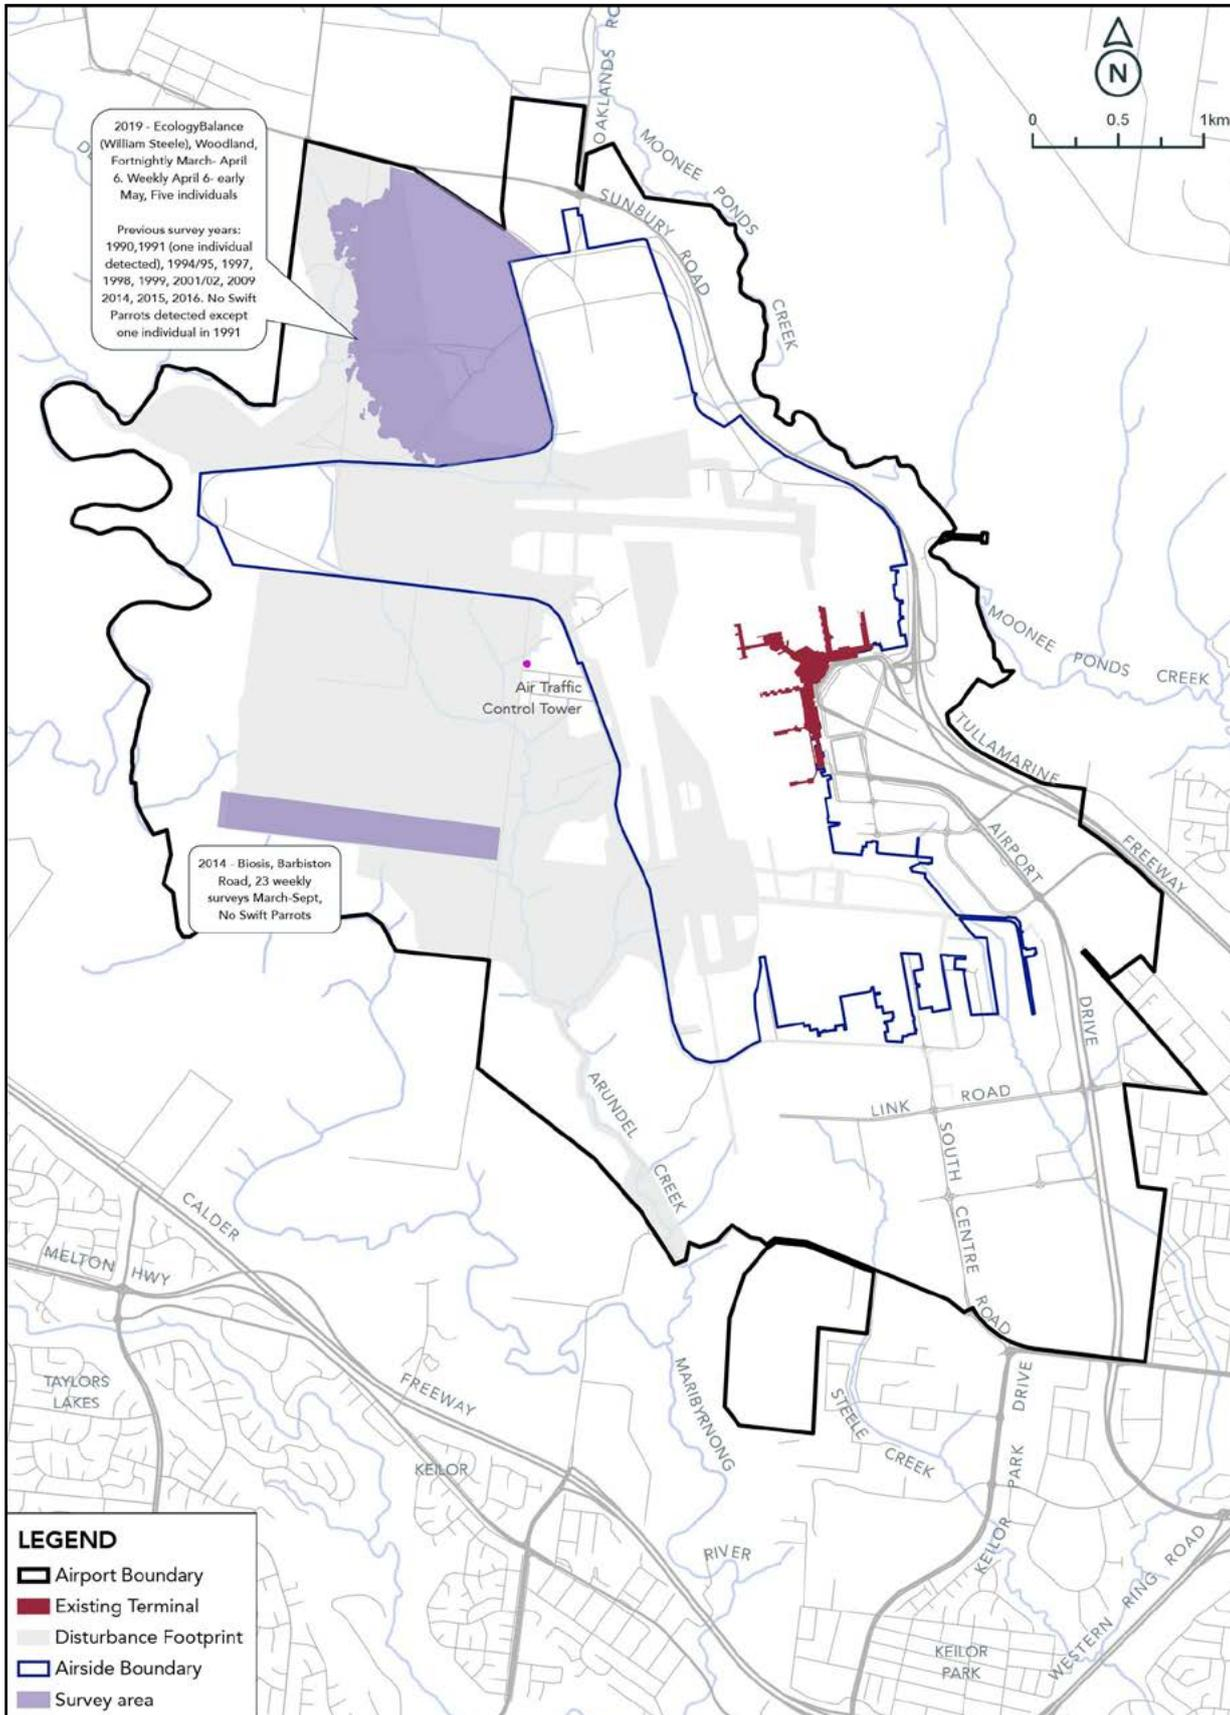 OAKLANDS RO
N
0 0.5 1km
MOONEE PONDS
CREEK
SUNBURY ROAD
2019 - EcologyBalance
(William Steele), Woodland,
Fortnightly March- April
6. Weekly April 6- early
May, Five individuals
Previous survey years:
1990,1991 (one individual
detected), 1994/95, 1997,
1998, 1999, 2001/02, 2009
2014, 2015, 2016. No Swift
Parrots detected except
one individual in 1991
MOONEE PONDS CREEK
Air Traffic
Control Tower
TULLAMARINE
FREEWAY
AIRPORT
DRIVE
2014 - Biosis, Barbiston
Road, 23 weekly
surveys March-Sept,
No Swift Parrots
ARUNDEL
CREEK
LINK ROAD
SOUTH
CENTRE
ROAD
CALDER
FREEWAY
MELTON HWY
TAYLORS
LAKES
KEILOR
MARIBYRNONG
RIVER
STEELE
CREEK
KEILOR PARK DRIVE
KEILOR
PARK
WESTERN RING ROAD
LEGEND
Airport Boundary
Existing Terminal
Disturbance Footprint
Airside Boundary
Survey area